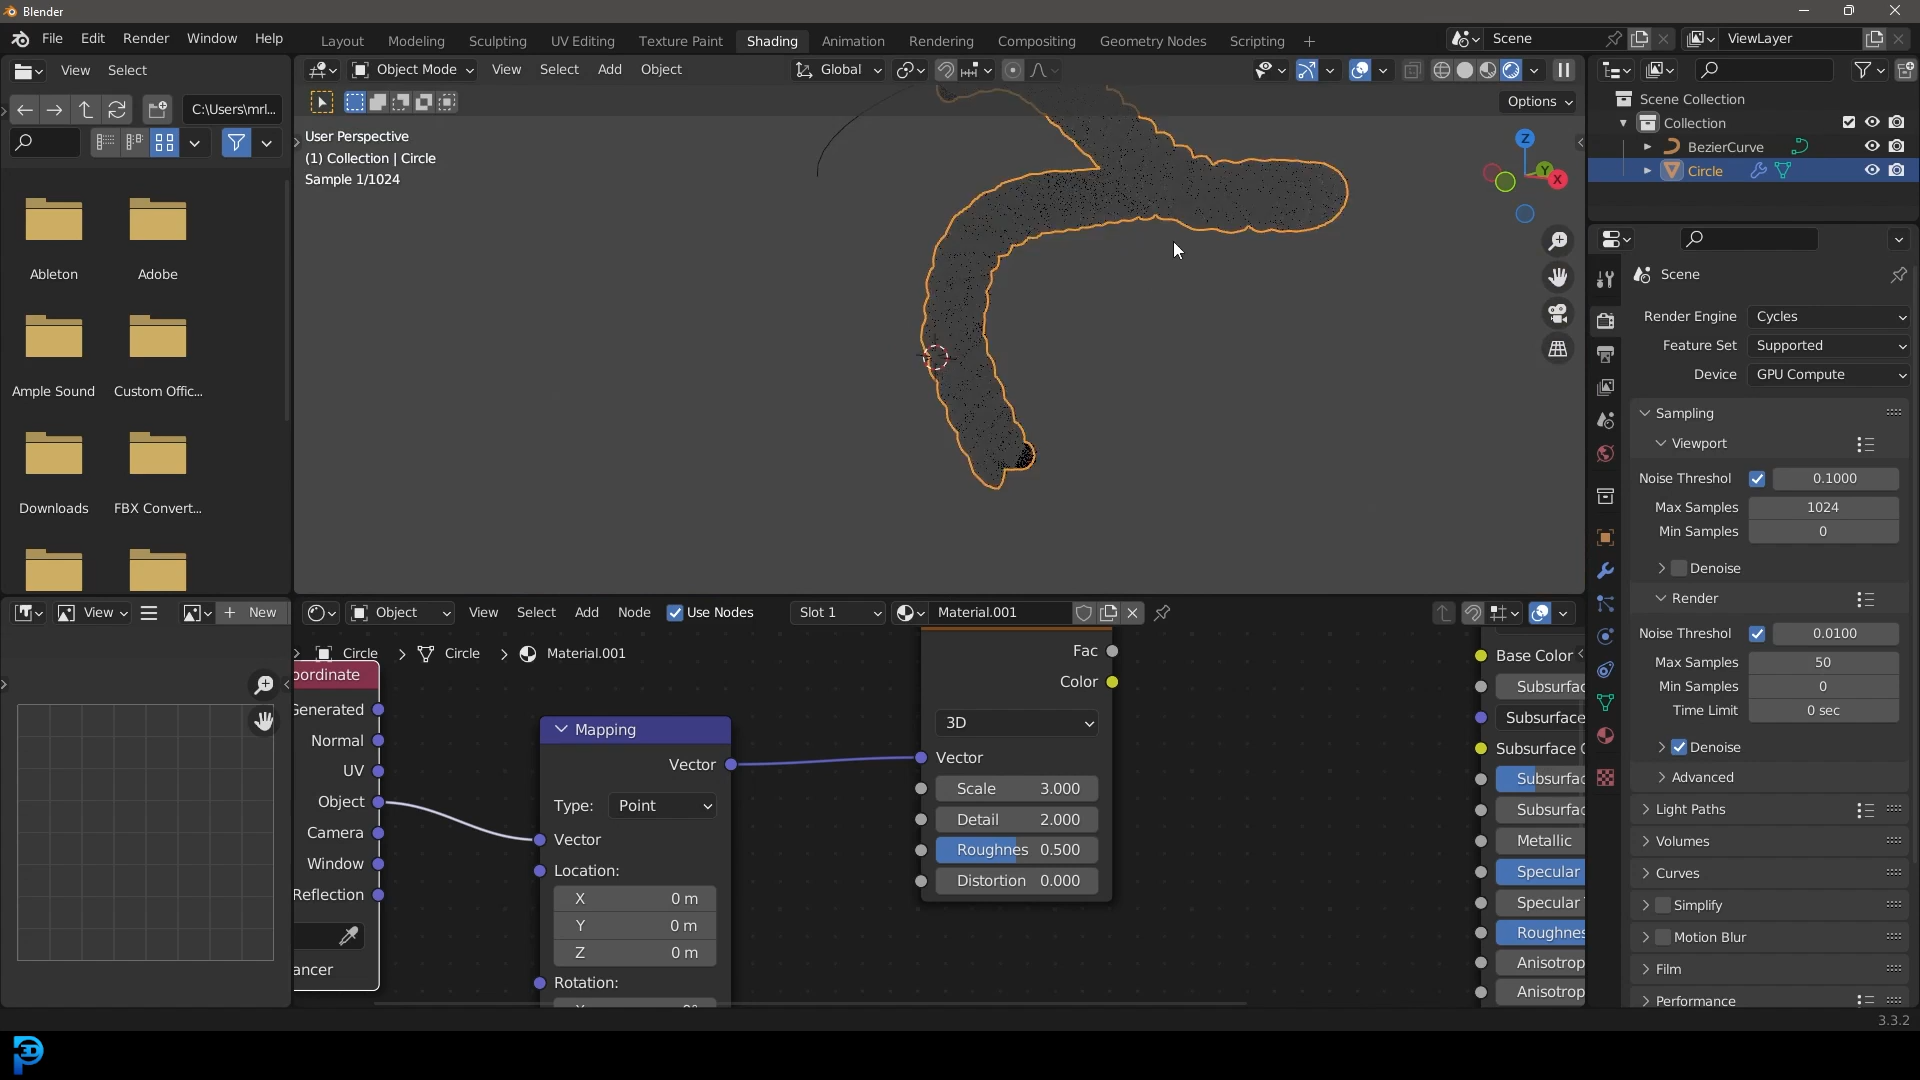 Blender
File Edit Render Window Help
Layout Modeling Sculpting UV Editing Texture Paint Shading Animation Rendering Compositing Geometry Nodes Scripting
Scene
ViewLayer
View Select
Object Mode View Select Add Object
Global
C:\Users\mrl...
Options
User Perspective
(1) Collection | Circle
Sample 1/1024
Z
Y
X
Scene Collection
Collection
BezierCurve
Circle
Ableton
Adobe
Ample Sound
Custom Offic...
Downloads
FBX Convert...
Scene
Render Engine Cycles
Feature Set Supported
Device GPU Compute
Sampling
Viewport
Noise Threshol 0.1000
Max Samples 1024
Min Samples 0
Denoise
Render
Noise Threshol 0.0100
Max Samples 50
Min Samples 0
Time Limit 0 sec
Denoise
Advanced
Light Paths
Volumes
Curves
Simplify
Motion Blur
Film
Performance
View
New
Object View Select Add Node Use Nodes Slot 1 Material.001
Circle Circle Material.001
oordinate
Generated
Normal
UV
Object
Camera
Window
Reflection
ancer
Mapping
Vector
Type: Point
Vector
Location:
X 0 m
Y 0 m
Z 0 m
Rotation:
Fac
Color
3D
Vector
Scale 3.000
Detail 2.000
Roughnes 0.500
Distortion 0.000
Base Color
Subsurfac
Subsurface
Subsurface C
Subsurfac
Subsurfac
Metallic
Specular
Specular T
Roughnes
Anisotrop
Anisotrop
3.3.2
3D